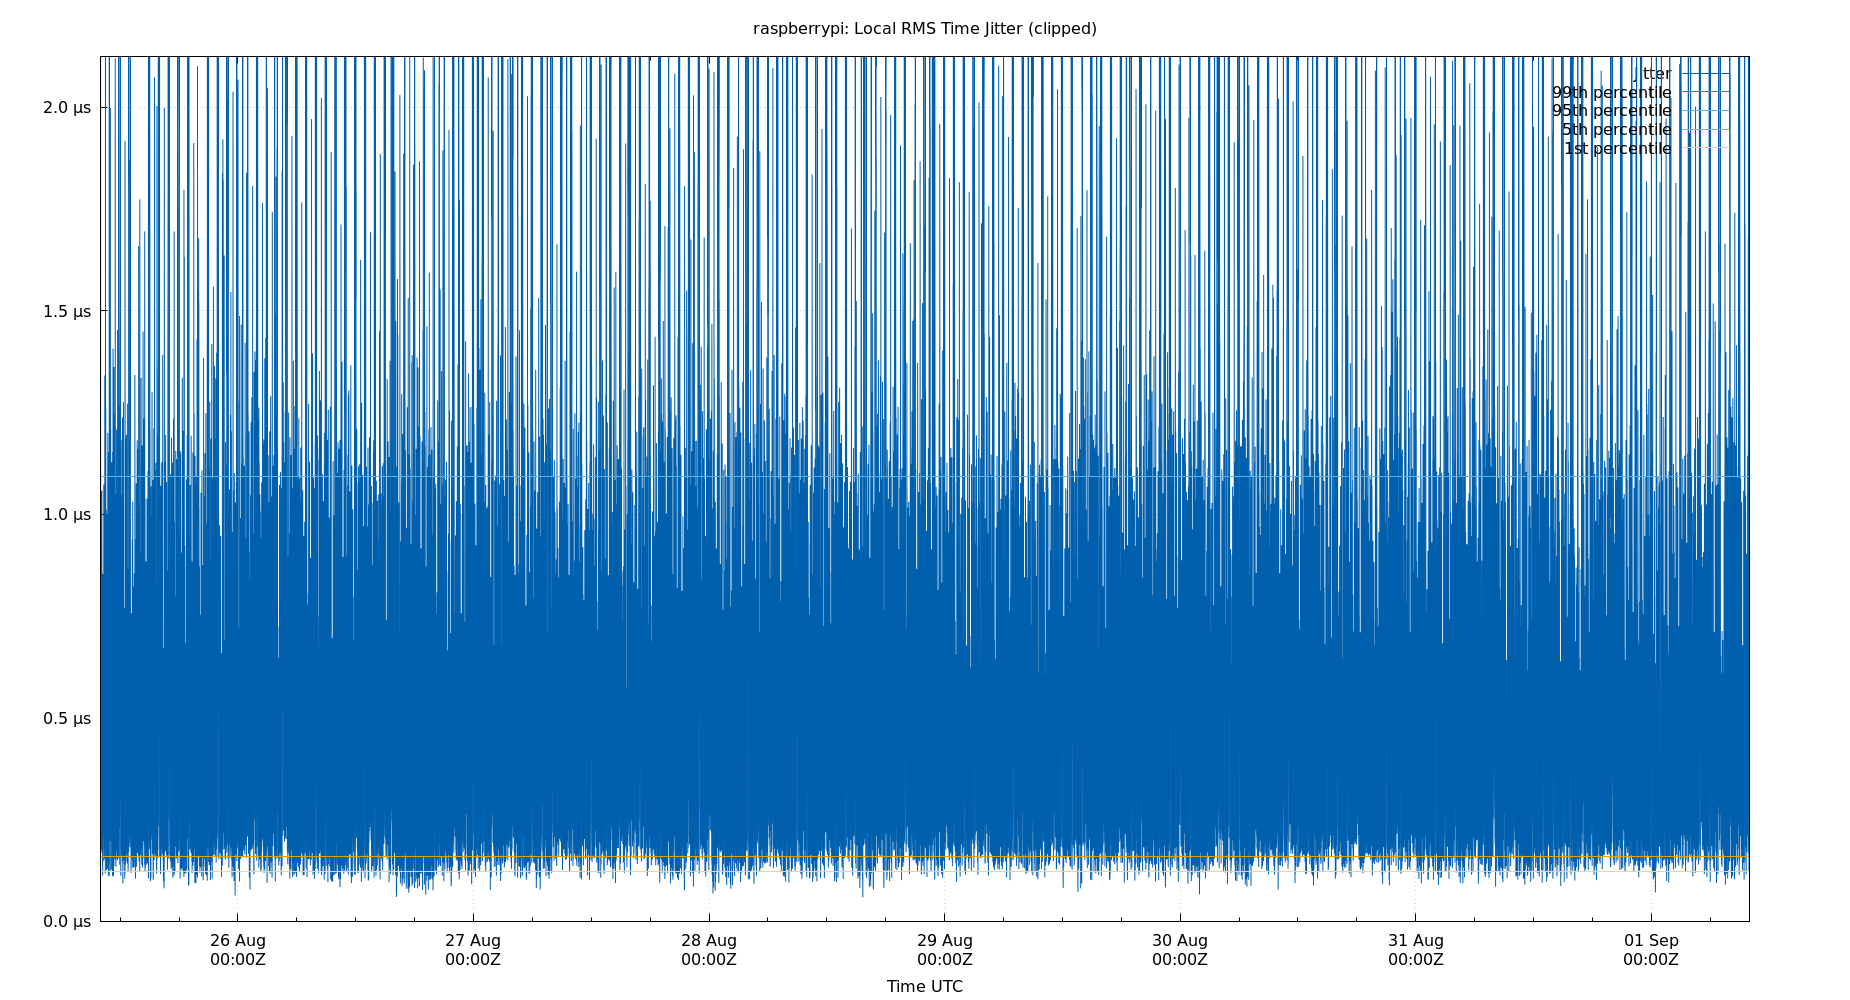 raspberrypi: Local RMS Time Jitter (clipped)
jitter
99th percentile
95th percentile
5th percentile
1st percentile
2.0 µs
1.5 µs
1.0 µs
0.5 µs
0.0 µs
26 Aug
00:00Z
27 Aug
00:00Z
28 Aug
00:00Z
29 Aug
00:00Z
30 Aug
00:00Z
31 Aug
00:00Z
01 Sep
00:00Z
Time UTC